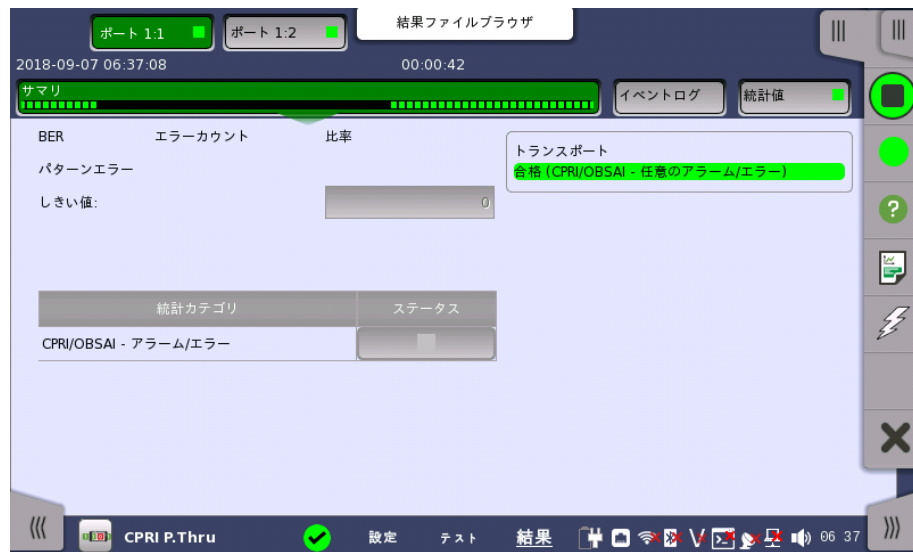 ポート 1:1
ポート 1:2
結果ファイルブラウザ
2018-09-07 06:37:08
00:00:42
サマリ
イベントログ
統計値
BER
エラーカウント
比率
パターンエラー
しきい値:
0
トランスポート
合格 (CPRI/OBSAI - 任意のアラーム/エラー)
統計カテゴリ
ステータス
CPRI/OBSAI - アラーム/エラー
CPRI P.Thru
設定
テスト
結果
06 37